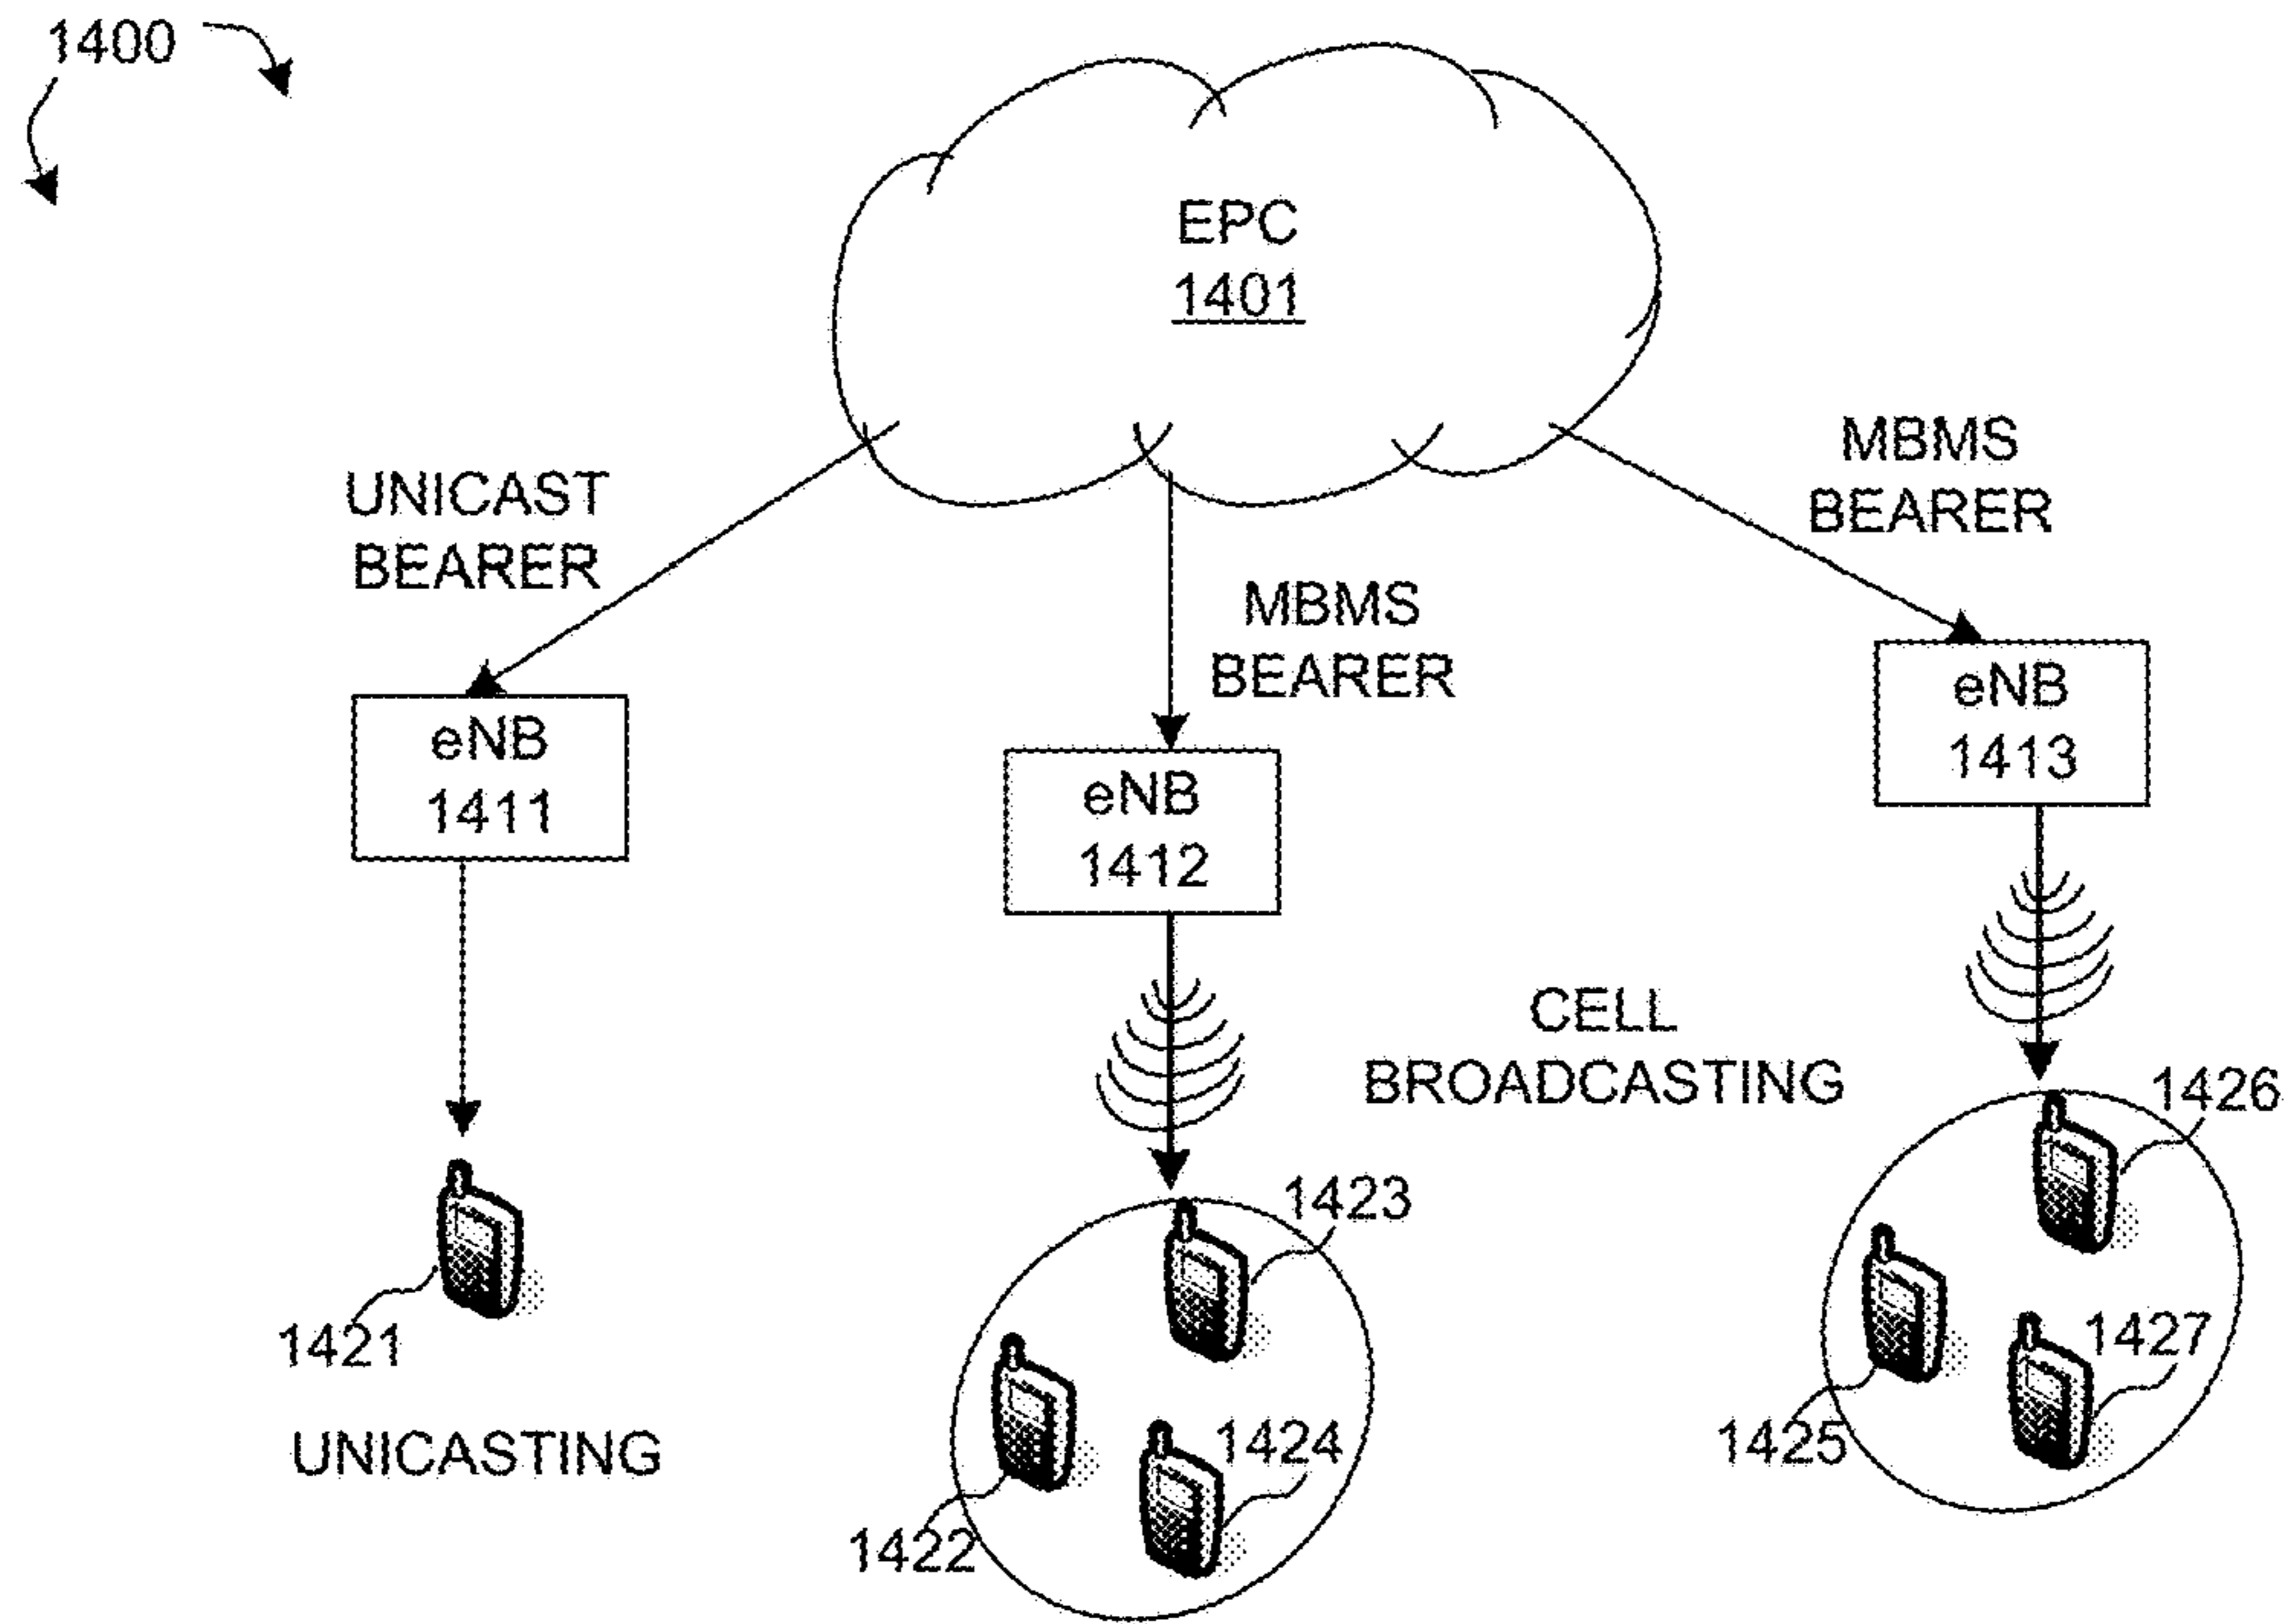 1400
EPC
1401
UNICAST
BEARER
MBMS
BEARER
MBMS
BEARER
eNB
1411
eNB
1412
eNB
1413
CELL
BROADCASTING
1421
UNICASTING
1423
1422
1424
1426
1425
1427